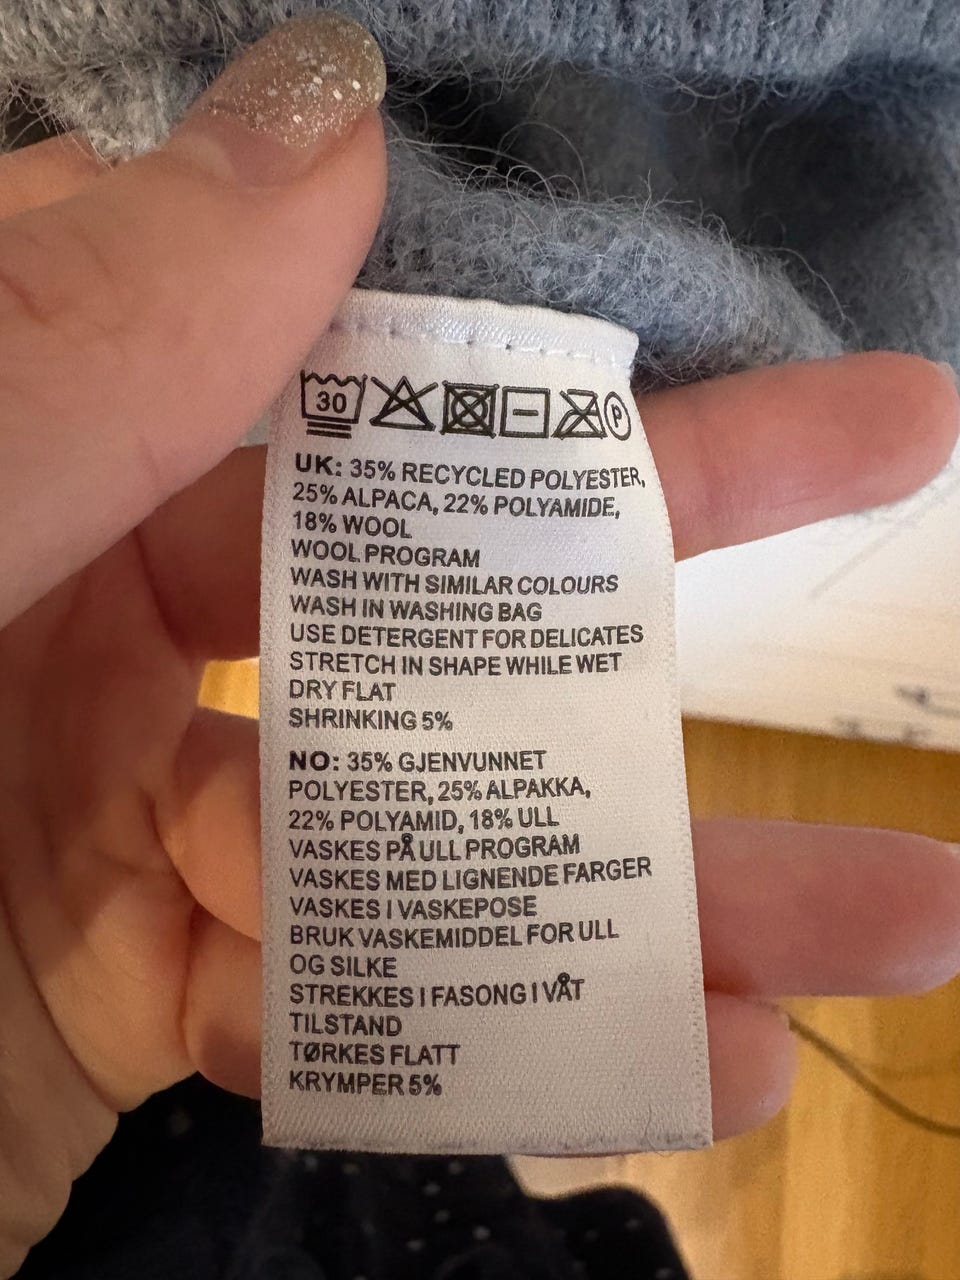 30
P
UK: 35% RECYCLED POLYESTER,
25% ALPACA, 22% POLYAMIDE,
18% WOOL
WOOL PROGRAM
WASH WITH SIMILAR COLOURS
WASH IN WASHING BAG
USE DETERGENT FOR DELICATES
STRETCH IN SHAPE WHILE WET
DRY FLAT
SHRINKING 5%
NO: 35% GJENVUNNET
POLYESTER, 25% ALPAKKA,
22% POLYAMID, 18% ULL
VASKES PÅ ULL PROGRAM
VASKES MED LIGNENDE FARGER
VASKES I VASKEPOSE
BRUK VASKEMIDDEL FOR ULL
OG SILKE
STREKKES I FASONG I VÅT
TILSTAND
TØRKES FLATT
KRYMPER 5%